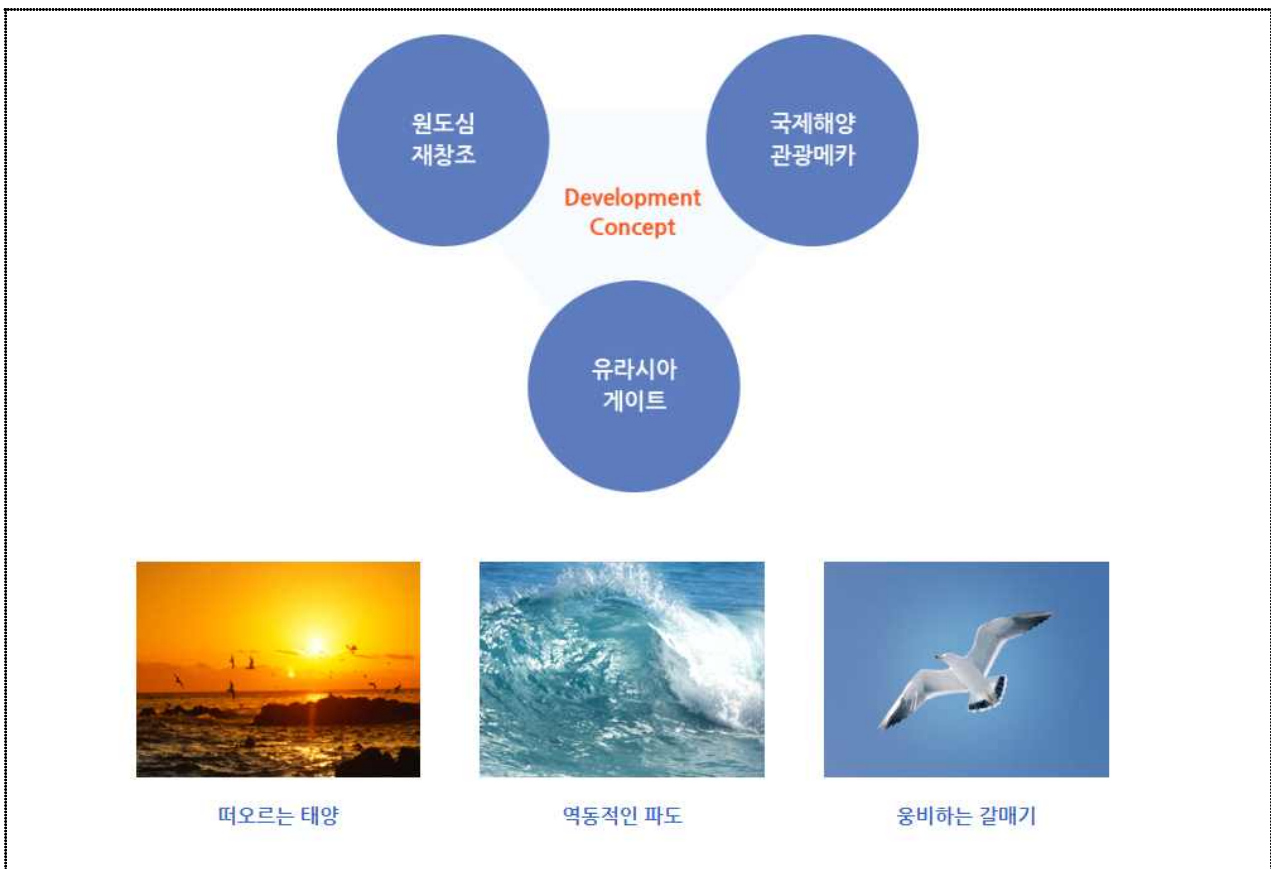 원도심
재창조
국제해양
관광메카
Development
Concept
유라시아
게이트
떠오르는 태양
역동적인 파도
웅비하는 갈매기